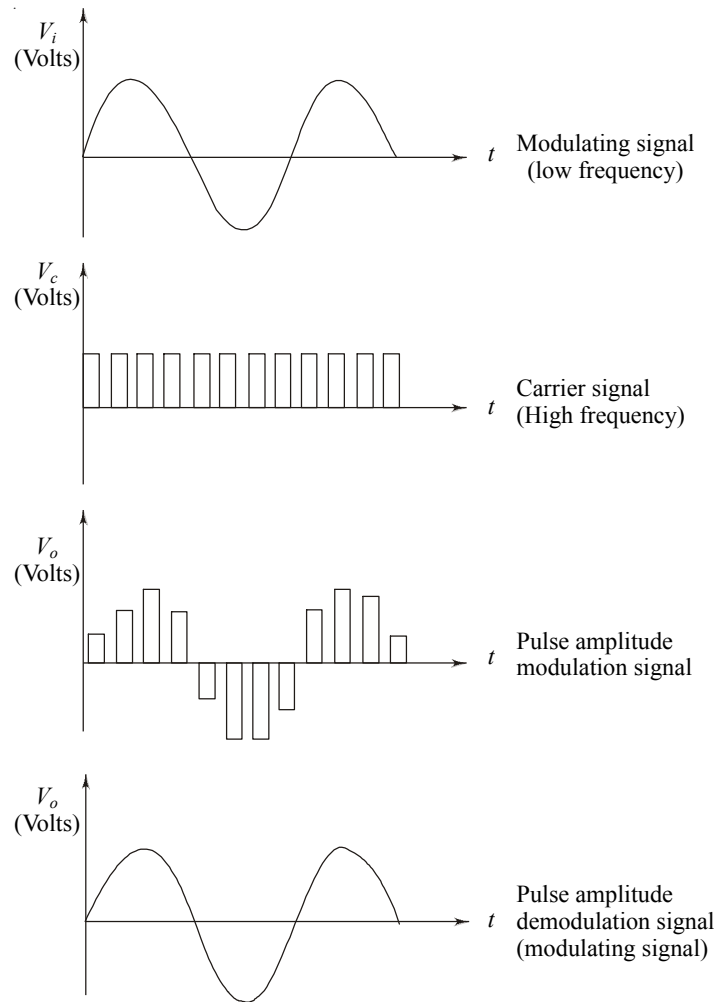 V_i
(Volts)
t
Modulating signal
(low frequency)
V_c
(Volts)
t
Carrier signal
(High frequency)
V_o
(Volts)
t
Pulse amplitude
modulation signal
V_o
(Volts)
t
Pulse amplitude
demodulation signal
(modulating signal)